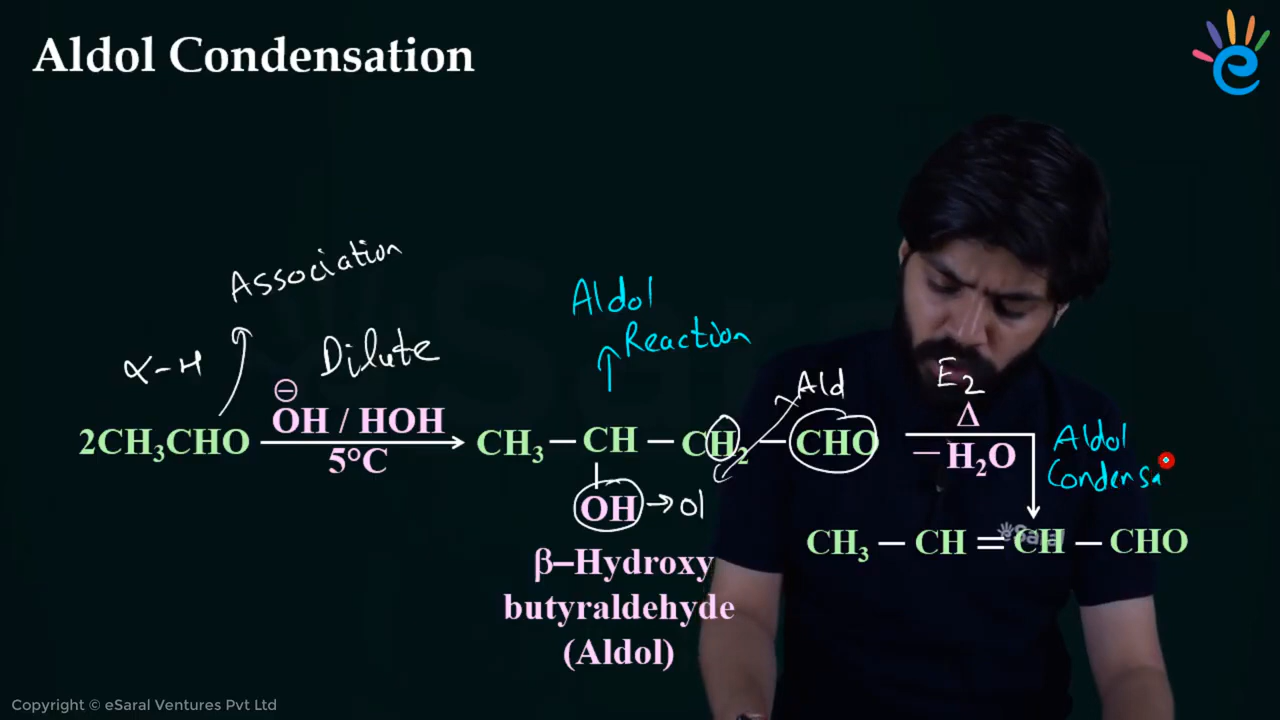 Aldol Condensation
Association
α-H
Dilute
2CH₃CHO
⊖
OH / HOH
5°C
Aldol
Reaction
CH₃ – CH – CH₂ – CHO
OH → ol
Ald
β–Hydroxy
butyraldehyde
(Aldol)
E₂
Δ
–H₂O
Aldol
Condensa
CH₃ – CH = CH – CHO
eSaral
Copyright © eSaral Ventures Pvt Ltd